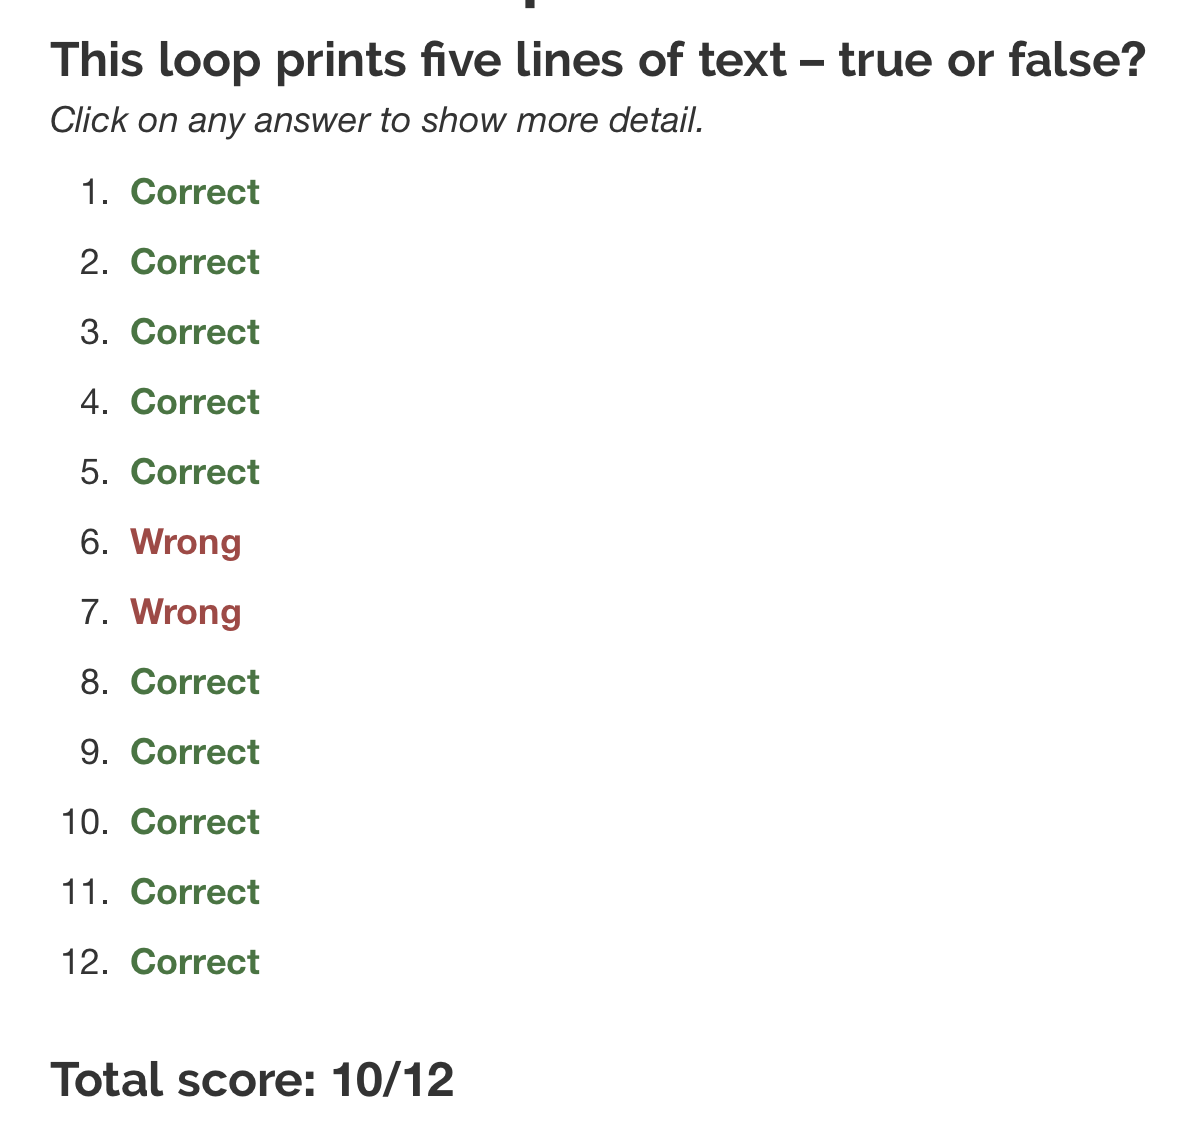 This loop prints five lines of text – true or false?
Click on any answer to show more detail.
1. Correct
2. Correct
3. Correct
4. Correct
5. Correct
6. Wrong
7. Wrong
8. Correct
9. Correct
10. Correct
11. Correct
12. Correct
Total score: 10/12